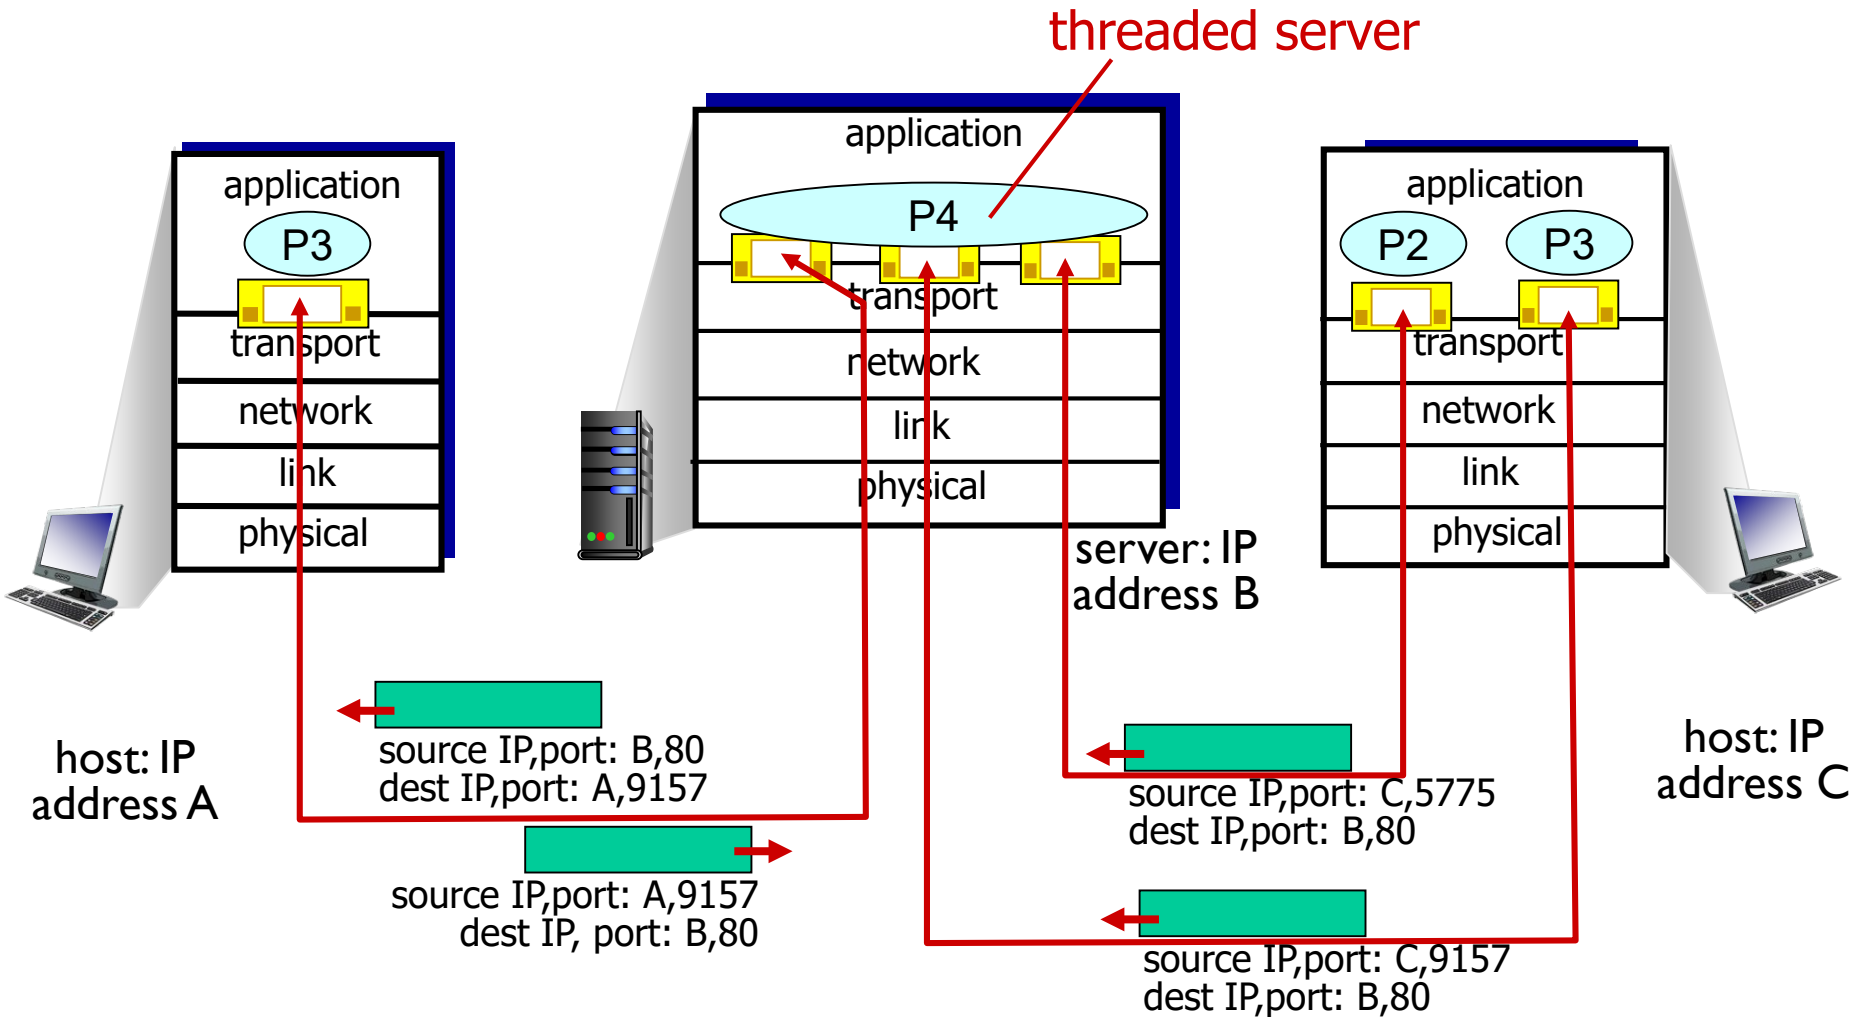 threaded server
application
P3
transport
network
link
physical
application
P4
transport
network
link
physical
application
P2
P3
transport
network
link
physical
server: IP
address B
host: IP
address A
source IP,port: B,80
dest IP,port: A,9157
source IP,port: A,9157
dest IP, port: B,80
source IP,port: C,5775
dest IP,port: B,80
source IP,port: C,9157
dest IP,port: B,80
host: IP
address C